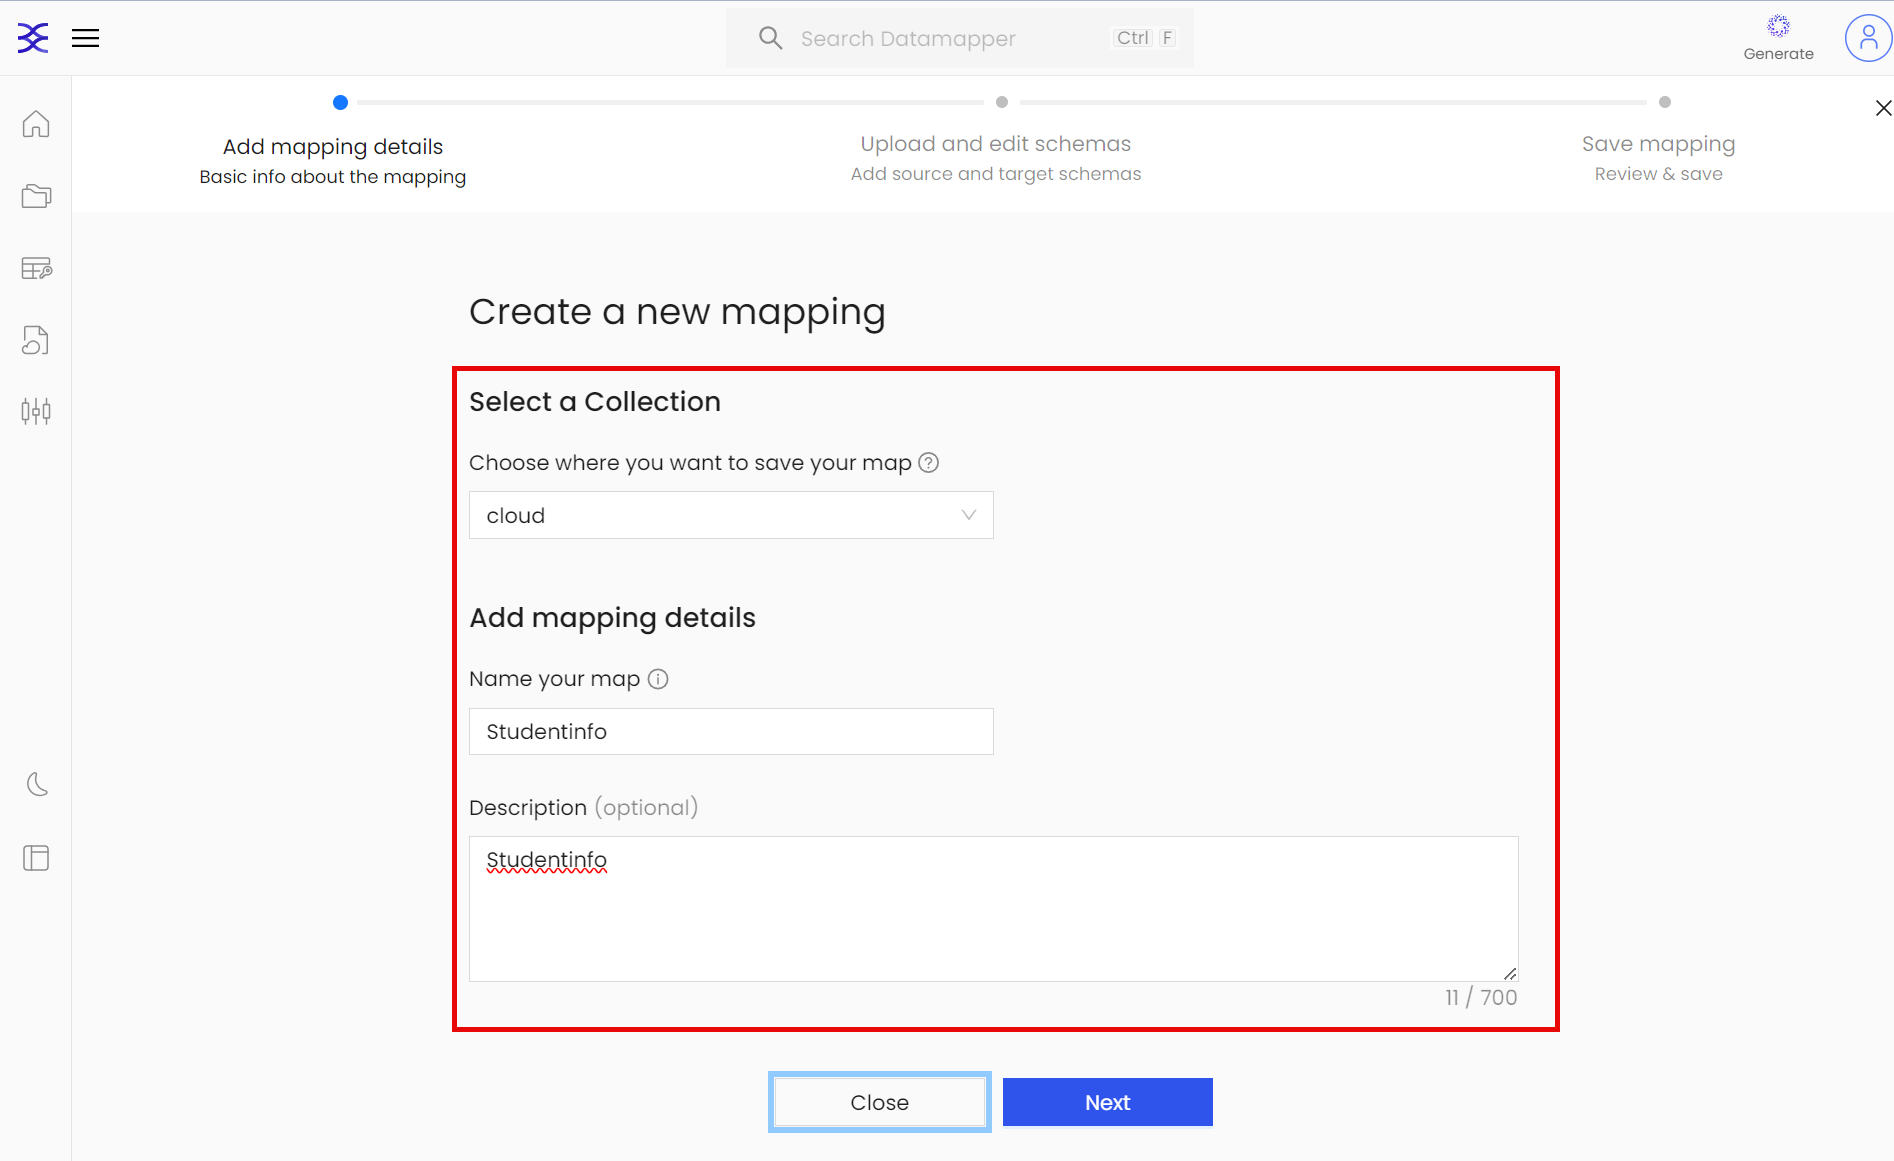 Search Datamapper
Ctrl F
Generate
Add mapping details
Basic info about the mapping
Upload and edit schemas
Add source and target schemas
Save mapping
Review & save
Create a new mapping
Select a Collection
Choose where you want to save your map
cloud
Add mapping details
Name your map
Studentinfo
Description (optional)
Studentinfo
11 / 700
Close
Next